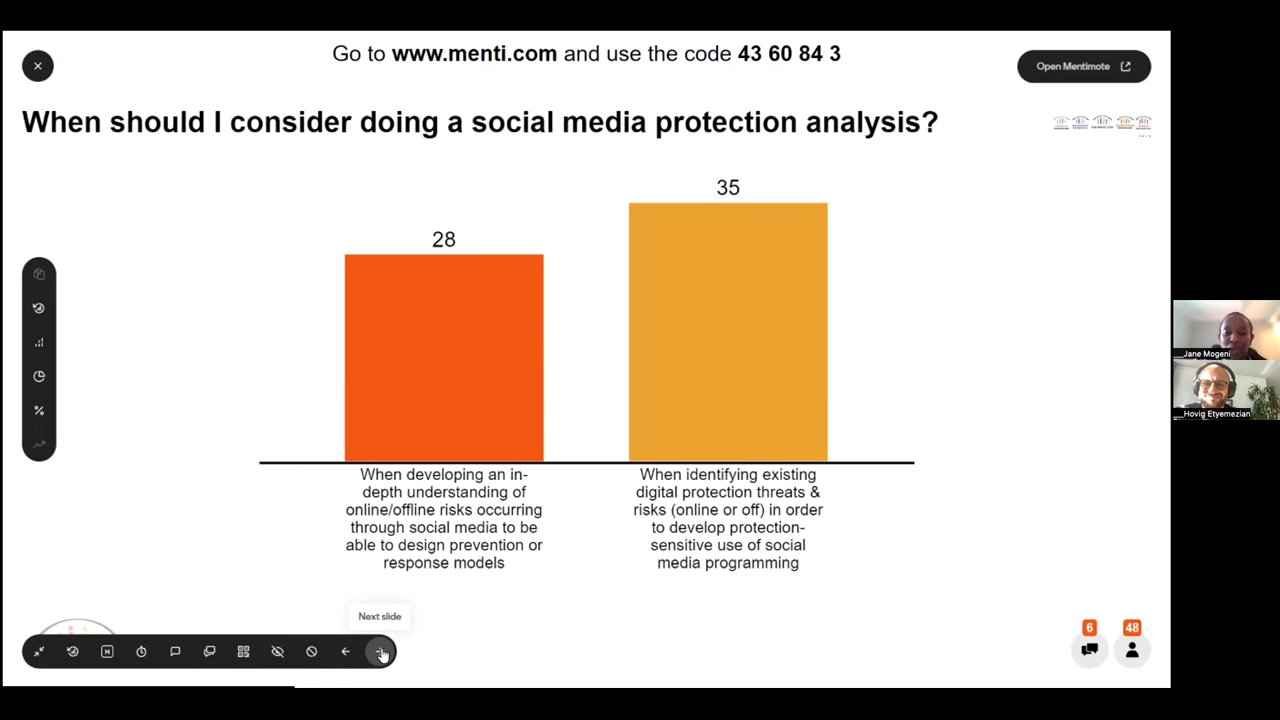 Go to www.menti.com and use the code 43 60 84 3
Open Mentimote
When should I consider doing a social media protection analysis?
28
35
When developing an in-
depth understanding of
online/offline risks occurring
through social media to be
able to design prevention or
response models
When identifying existing
digital protection threats &
risks (online or off) in order
to develop protection-
sensitive use of social
media programming
Jane Mogeni
Hovig Etyemezian
Next slide
H
6
48